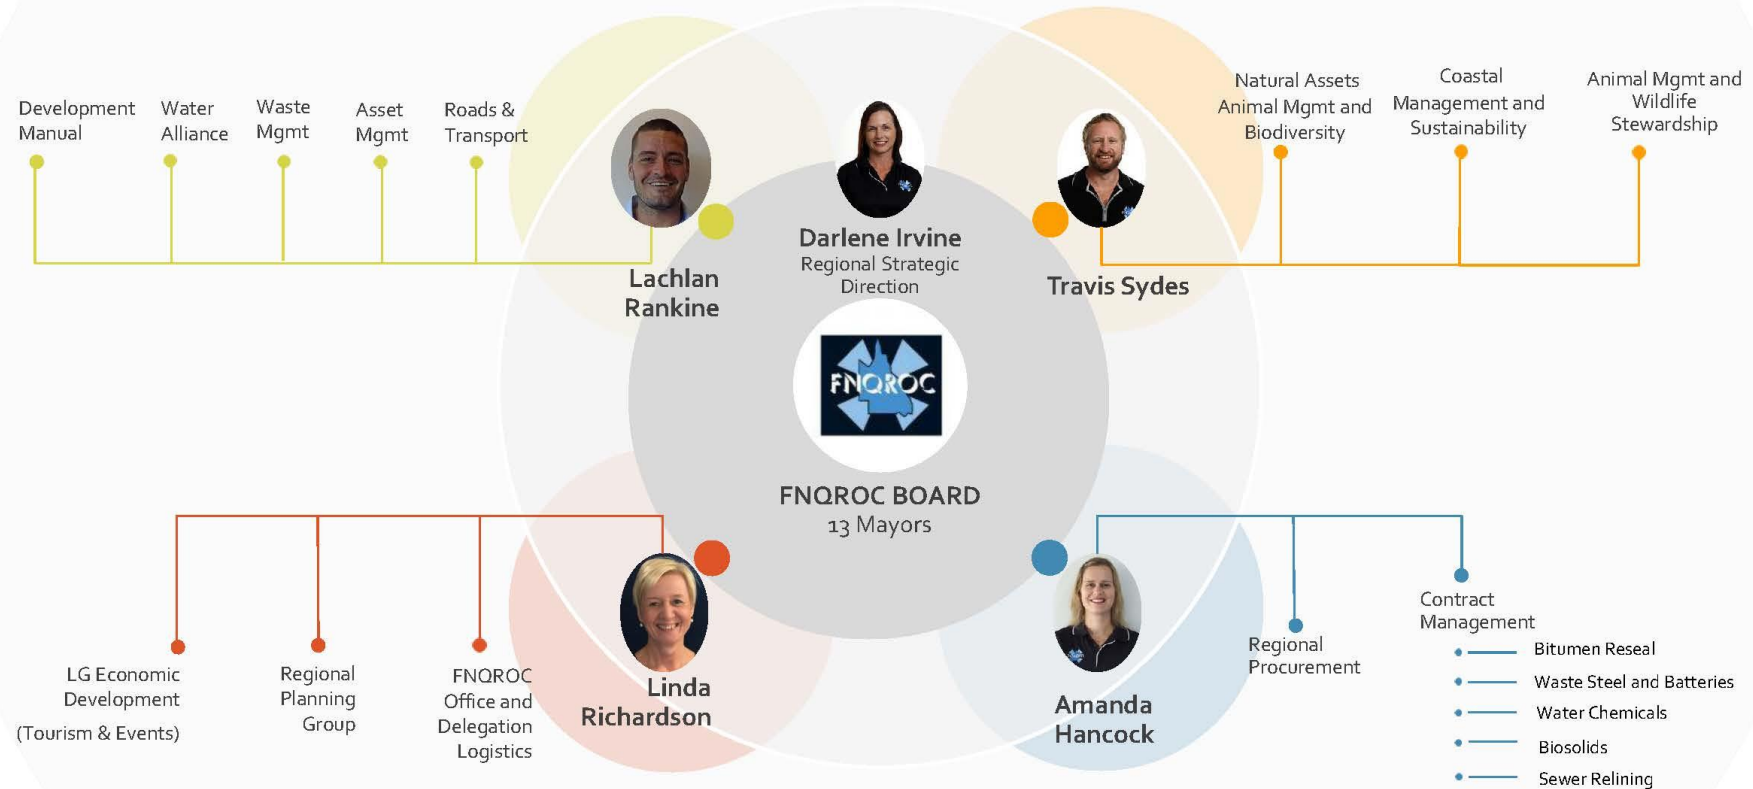 Development
Manual
Water
Alliance
Waste
Mgmt
Asset
Mgmt
Roads &
Transport
Natural Assets
Animal Mgmt and
Biodiversity
Coastal
Management and
Sustainability
Animal Mgmt and
Wildlife
Stewardship
Lachlan
Rankine
Darlene Irvine
Regional Strategic
Direction
Travis Sydes
FNQROC
FNQROC BOARD
13 Mayors
LG Economic
Development
(Tourism & Events)
Regional
Planning
Group
FNQROC
Office and
Delegation
Logistics
Linda
Richardson
Amanda
Hancock
Regional
Procurement
Contract
Management
Bitumen Reseal
Waste Steel and Batteries
Water Chemicals
Biosolids
Sewer Relining